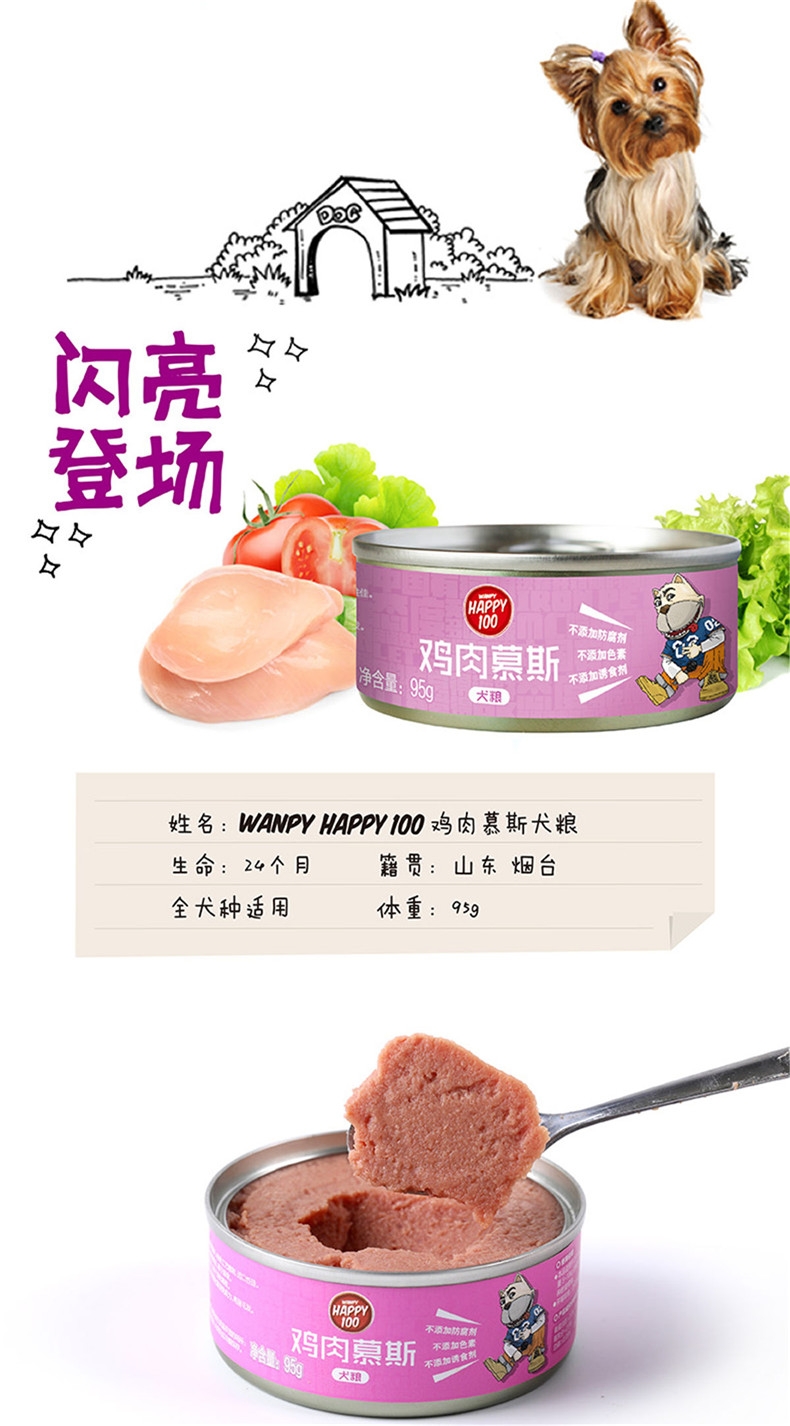 DOG
闪亮
登场
WANPY
HAPPY
100
鸡肉慕斯
犬粮
净含量：95g
不添加防腐剂
不添加色素
不添加诱食剂
姓名：WANPY HAPPY 100 鸡肉慕斯犬粮
生命：24个月 籍贯：山东 烟台
全犬种适用 体重：95g
WANPY
HAPPY
100
鸡肉慕斯
犬粮
净含量：95g
不添加防腐剂
不添加色素
不添加诱食剂